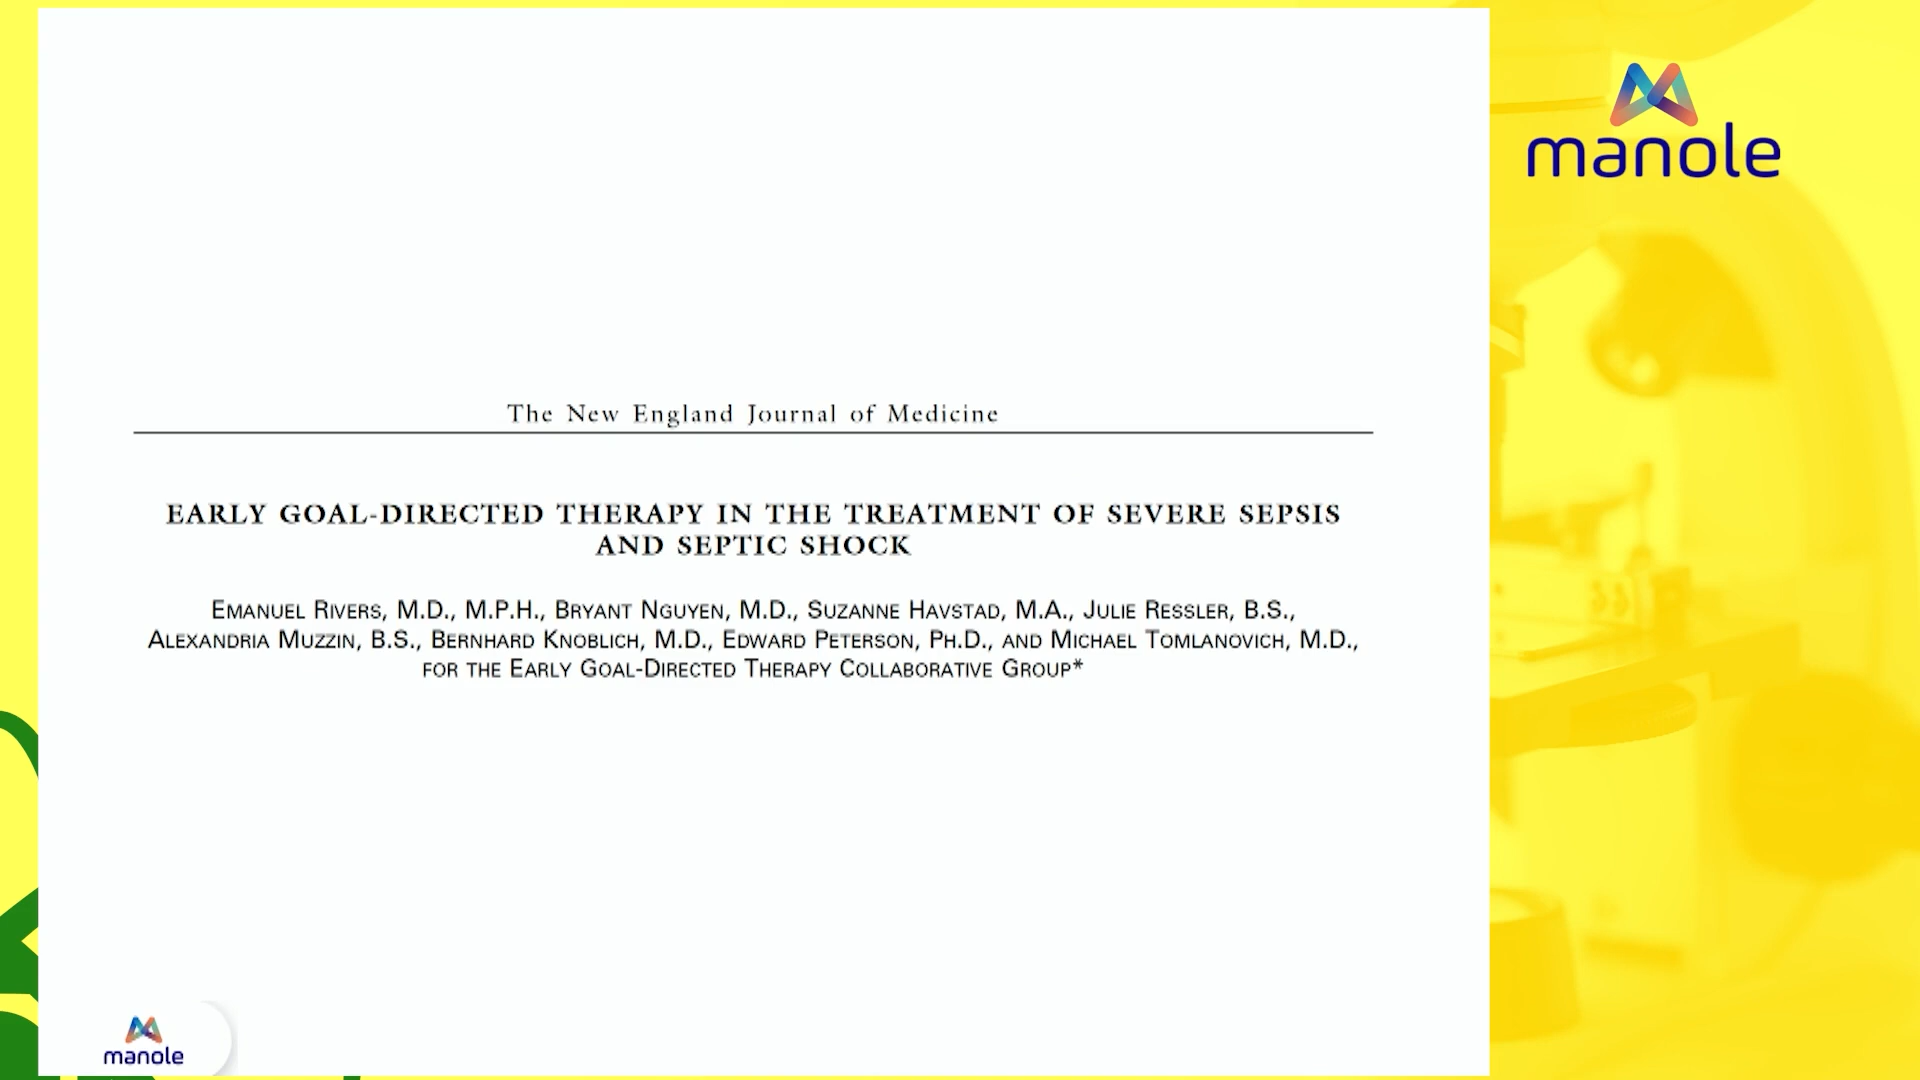 manole
The New England Journal of Medicine
EARLY GOAL-DIRECTED THERAPY IN THE TREATMENT OF SEVERE SEPSIS
AND SEPTIC SHOCK
EMANUEL RIVERS, M.D., M.P.H., BRYANT NGUYEN, M.D., SUZANNE HAVSTAD, M.A., JULIE RESSLER, B.S.,
ALEXANDRIA MUZZIN, B.S., BERNHARD KNOBLICH, M.D., EDWARD PETERSON, PH.D., AND MICHAEL TOMLANOVICH, M.D.,
FOR THE EARLY GOAL-DIRECTED THERAPY COLLABORATIVE GROUP*
manole